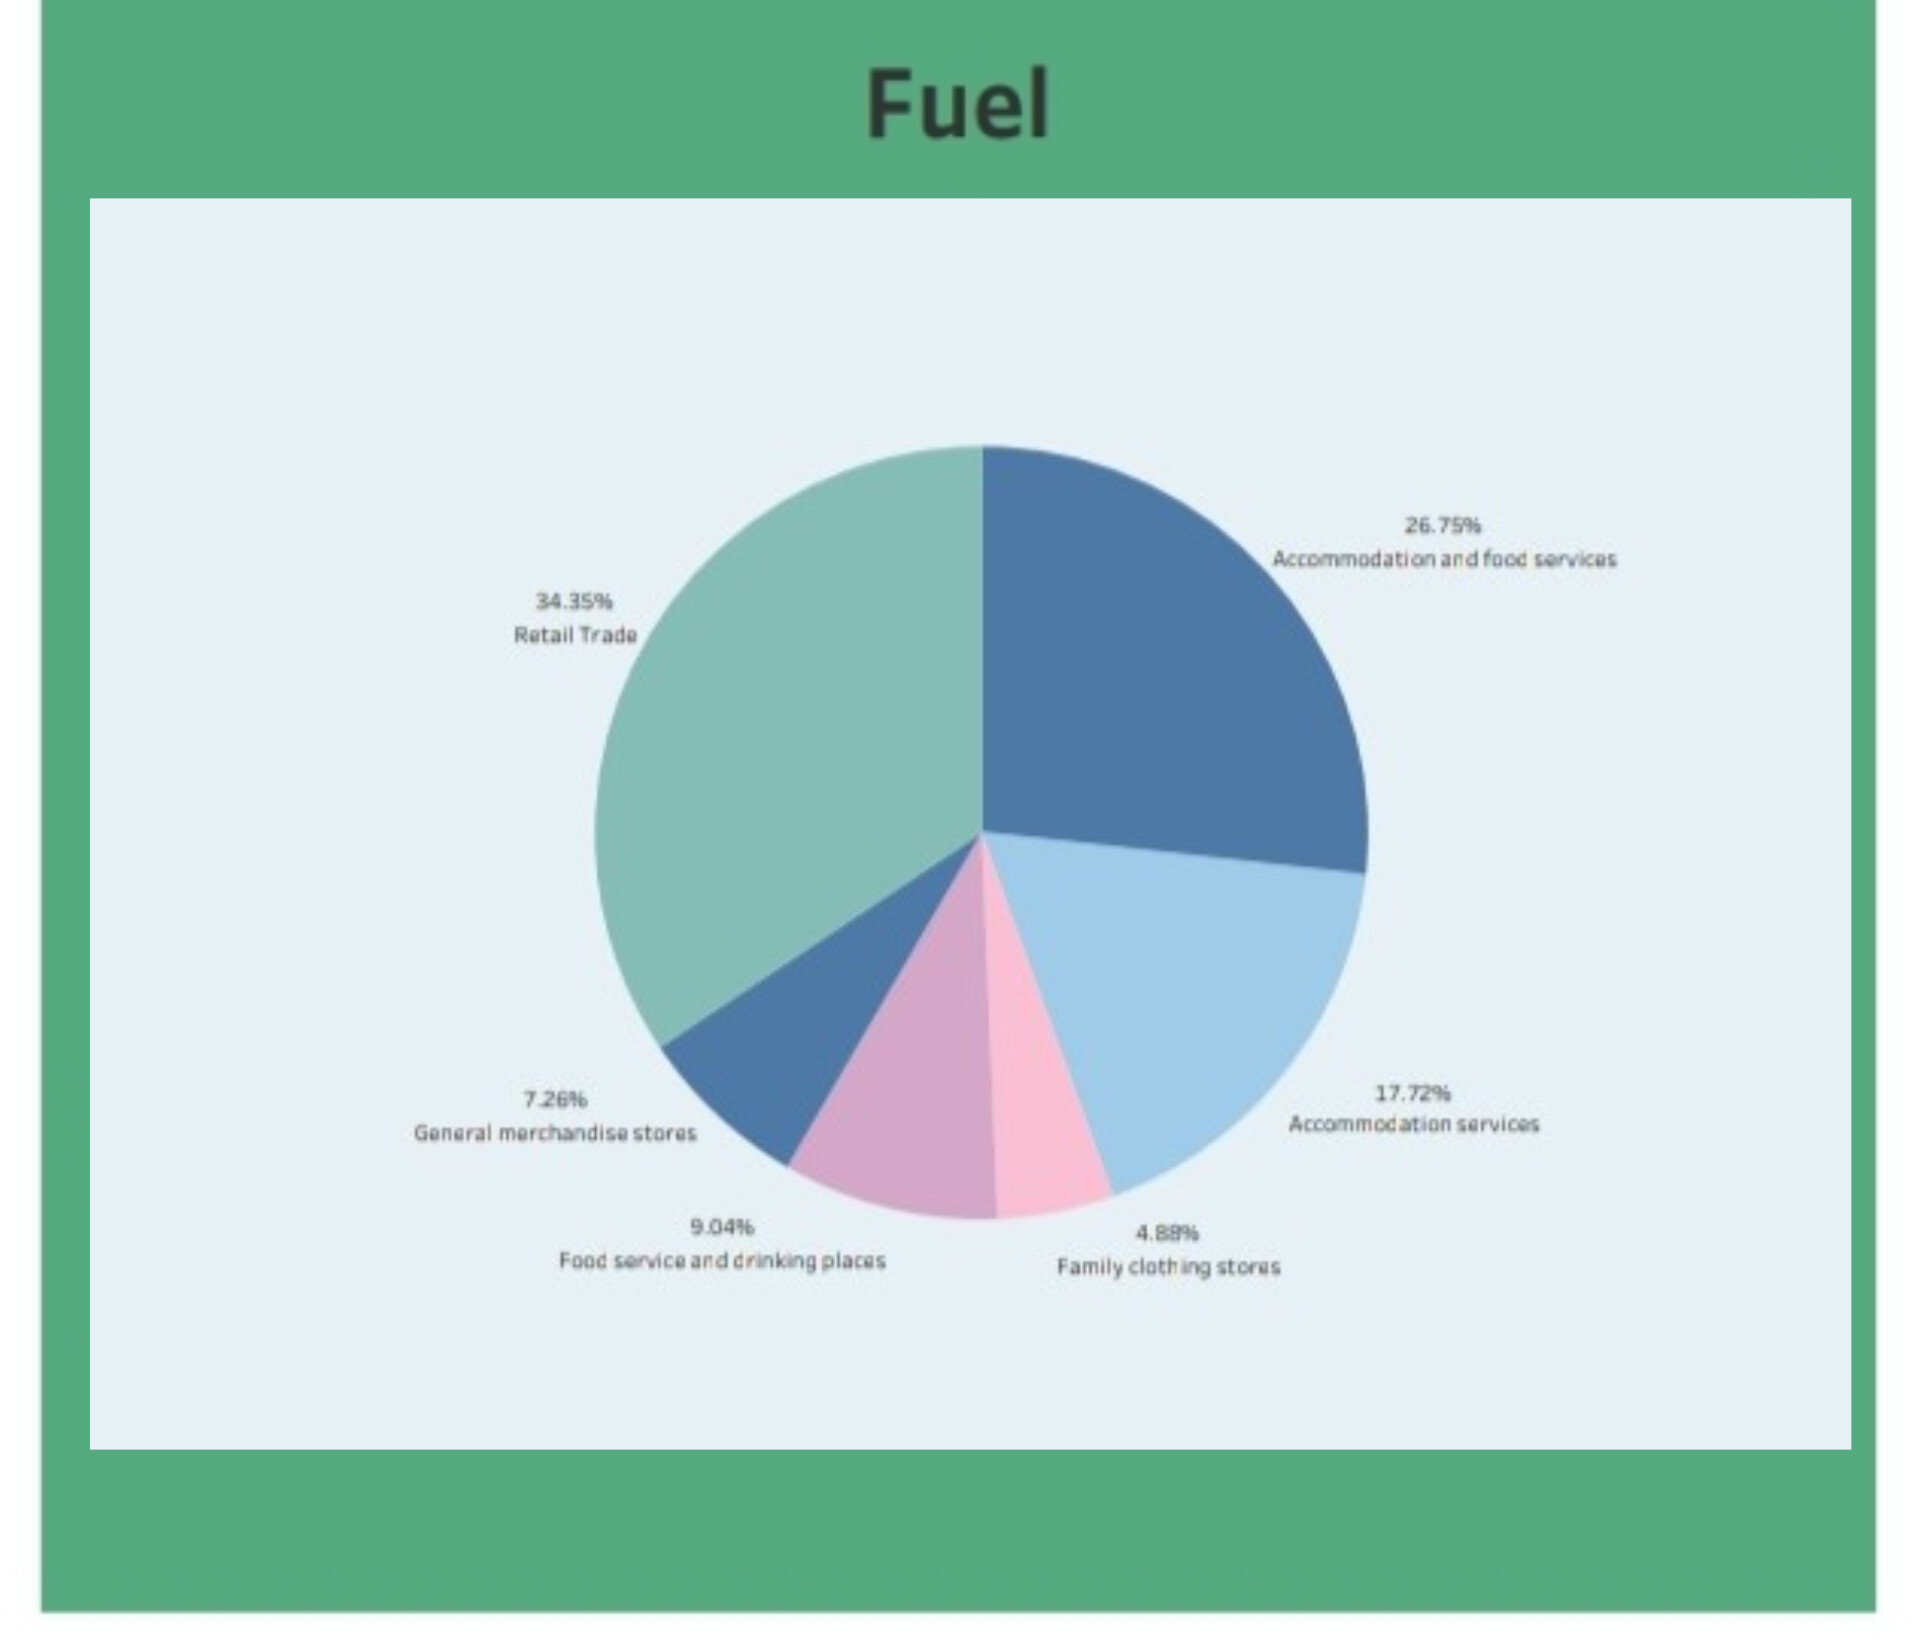 Fuel
26.75%
Accommodation and food services
34.35%
Retail Trade
17.72%
Accommodation services
7.26%
General merchandise stores
9.04%
Food service and drinking places
4.88%
Family clothing stores